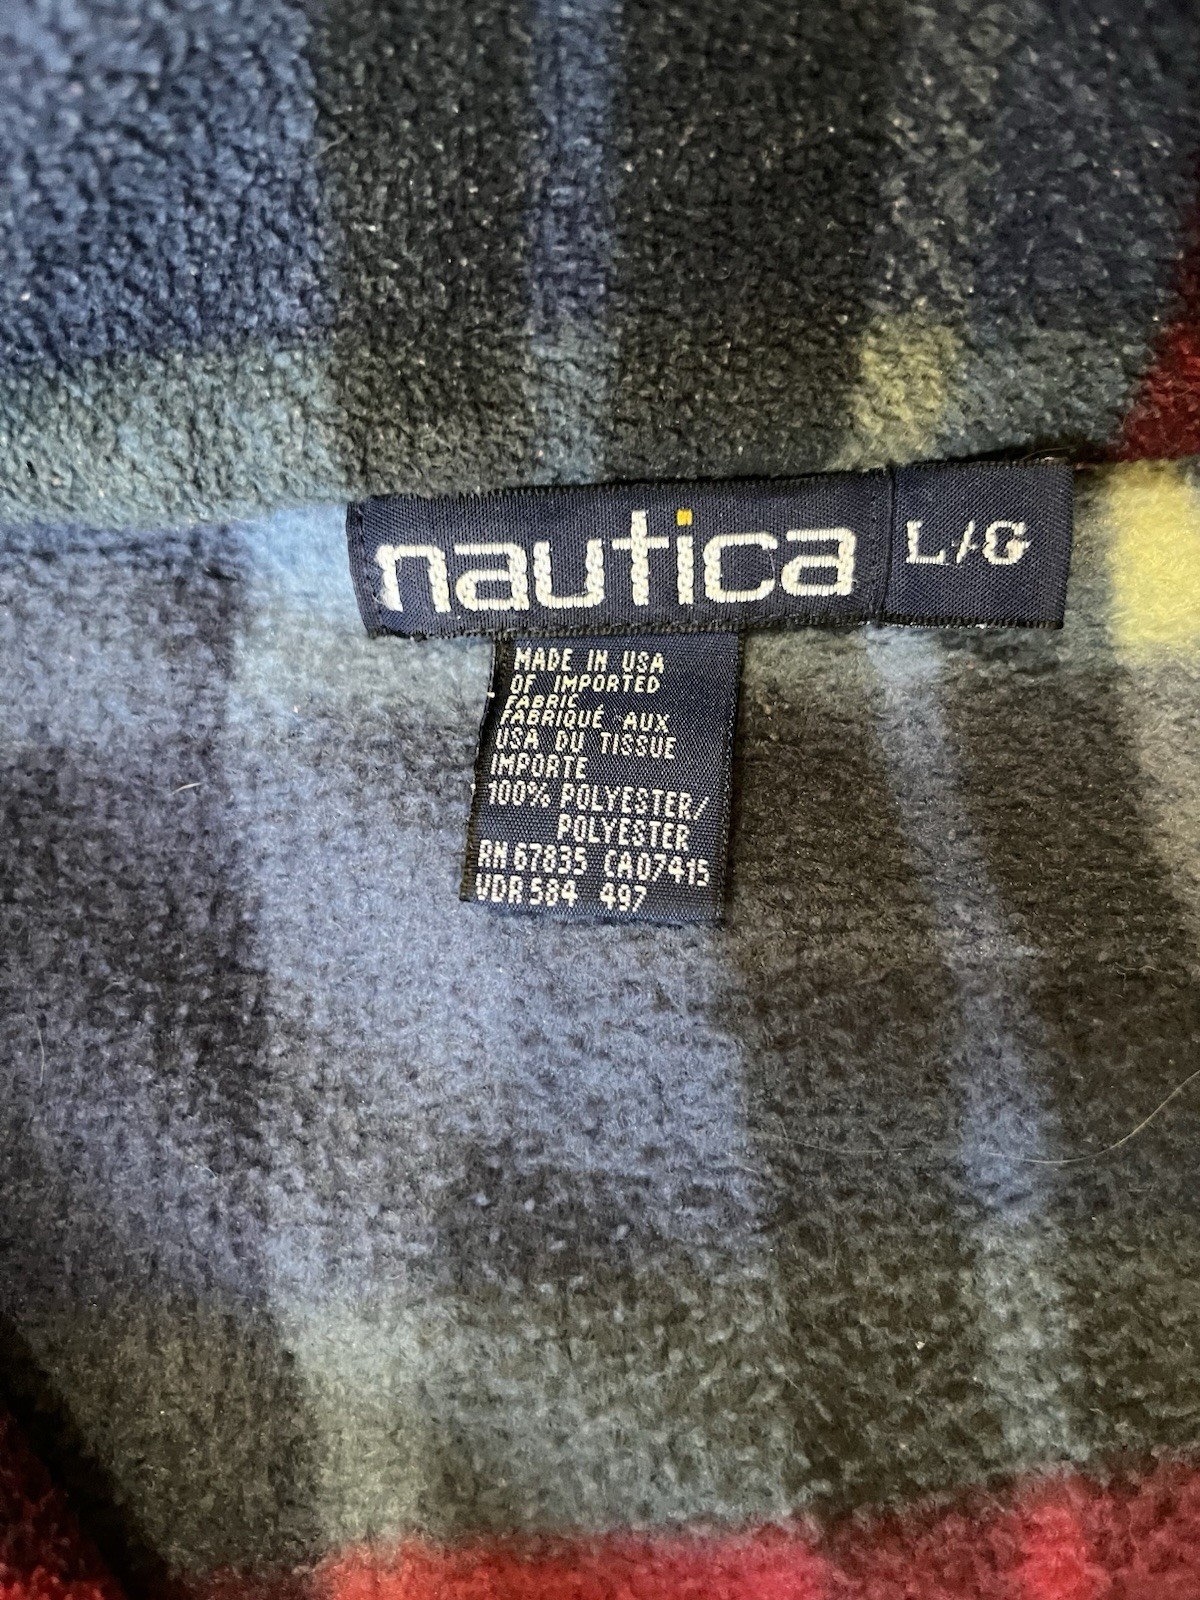 nautica L/G
MADE IN USA
OF IMPORTED
FABRIC
FABRIQUÉ AUX
USA DU TISSUE
IMPORTE
100% POLYESTER/
POLYESTER
RN 67835 CA07415
VDR 584 497